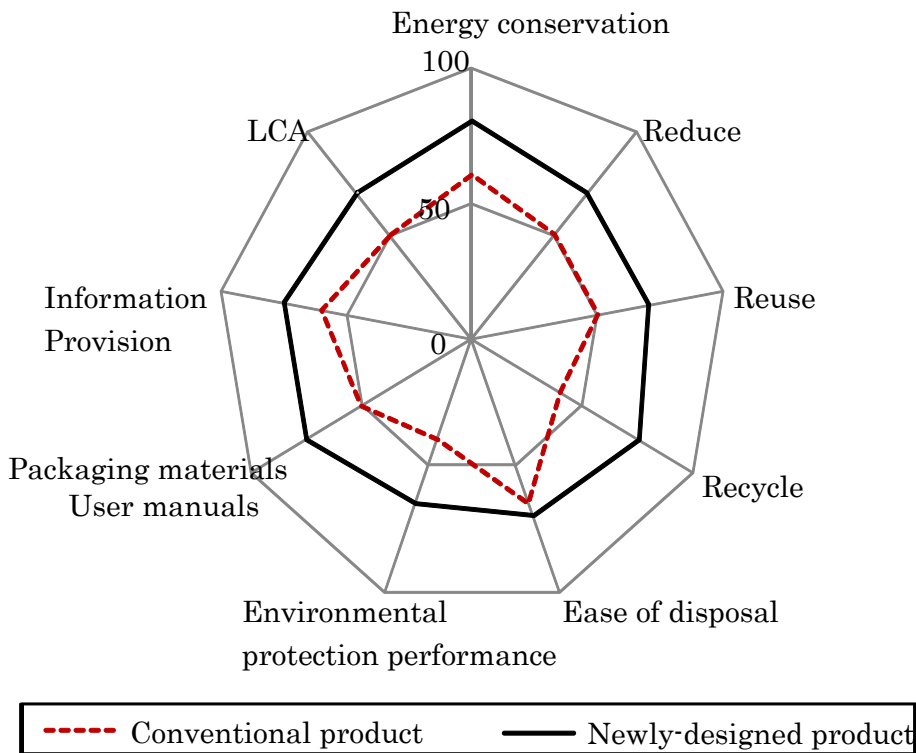 Energy conservation
100
LCA
Reduce
50
Information
Provision
Reuse
0
Packaging materials
User manuals
Recycle
Environmental
protection performance
Ease of disposal
Conventional product
Newly-designed product